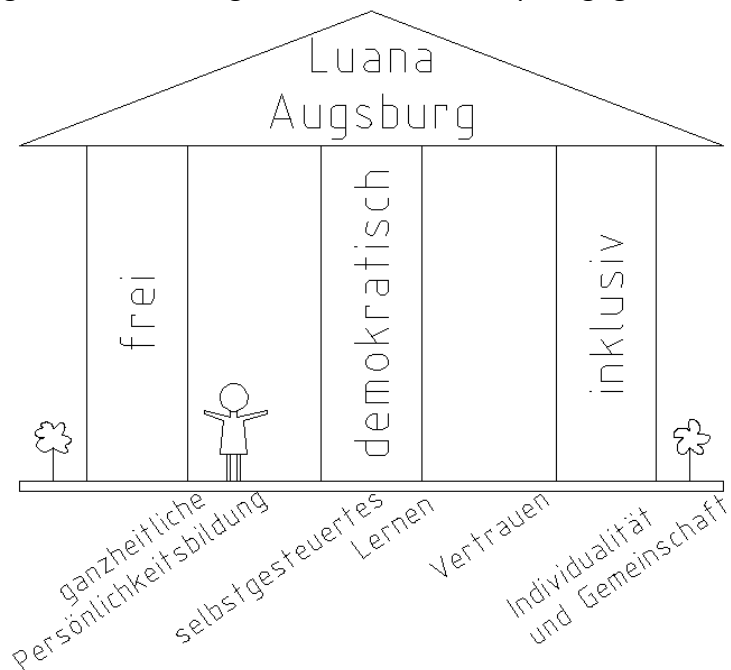 Luana
Augsburg
frei
demokratisch
inklusiv
ganzheitliche
Persönlichkeitsbildung
selbstgesteuertes
Lernen
Vertrauen
Individualität
und Gemeinschaft